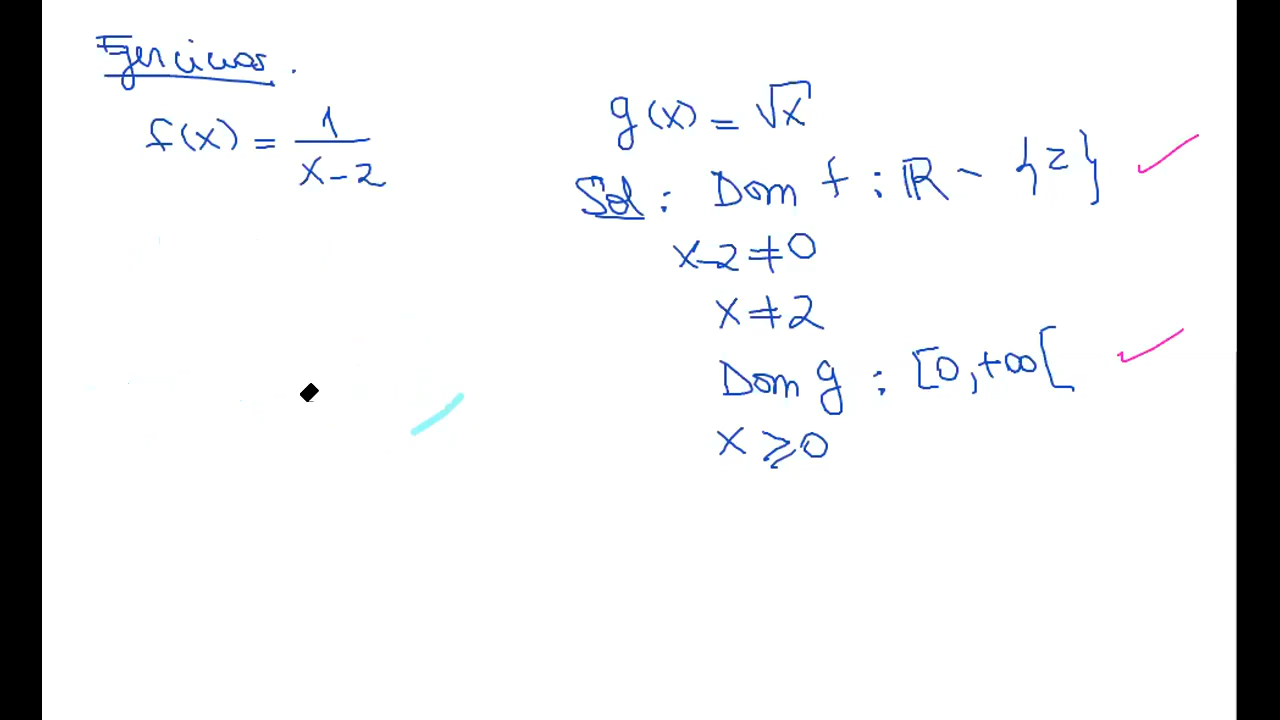 Ejercicios.
f(x) = 1/(x-2)
g(x) = √x
Sol: Dom f: ℝ - {2}
x-2≠0
x≠2
Dom g: [0,+∞[
x ≥ 0